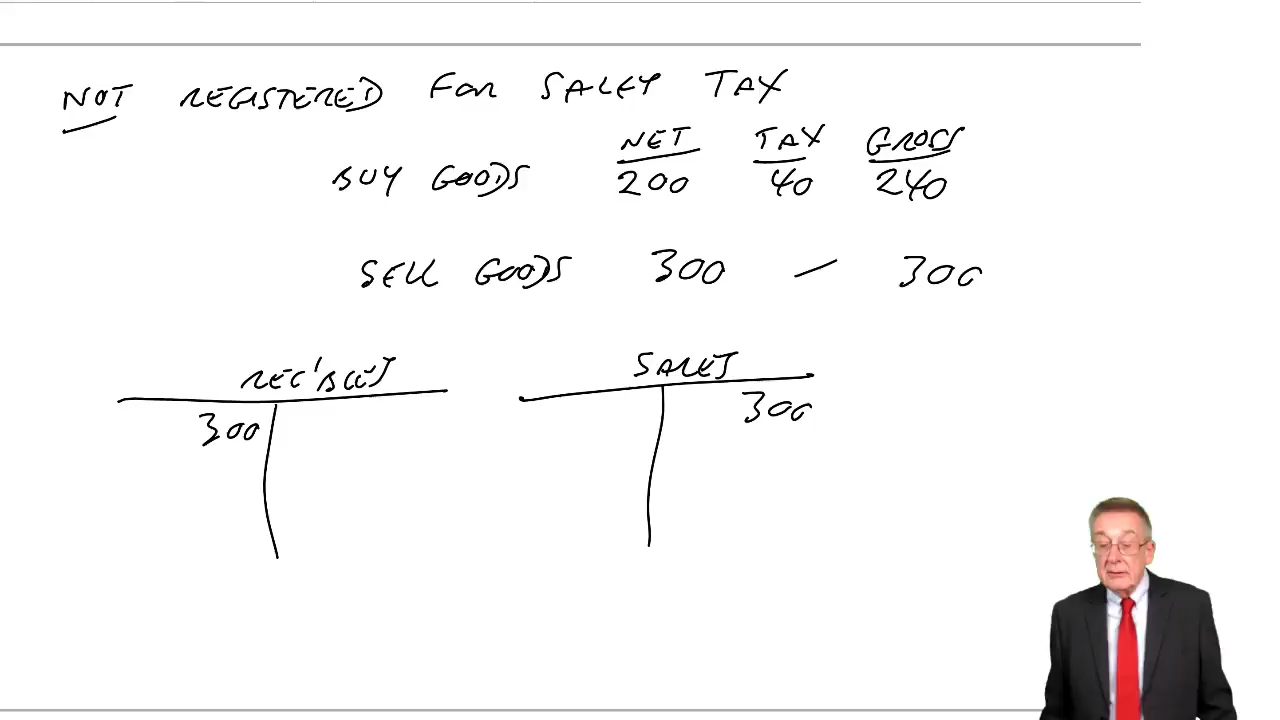 NOT REGISTERED FOR SALES TAX
NET TAX GROSS
BUY GOODS 200 40 240
SELL GOODS 300 – 300
REC'BLES SALES
300 300